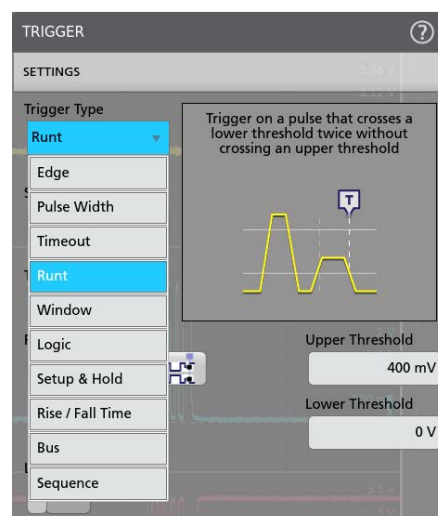 TRIGGER
?
SETTINGS
Trigger Type
Runt
Edge
Pulse Width
Timeout
Runt
Window
Logic
Setup & Hold
Rise / Fall Time
Bus
Sequence
Trigger on a pulse that crosses a
lower threshold twice without
crossing an upper threshold
T
Upper Threshold
400 mV
Lower Threshold
0 V